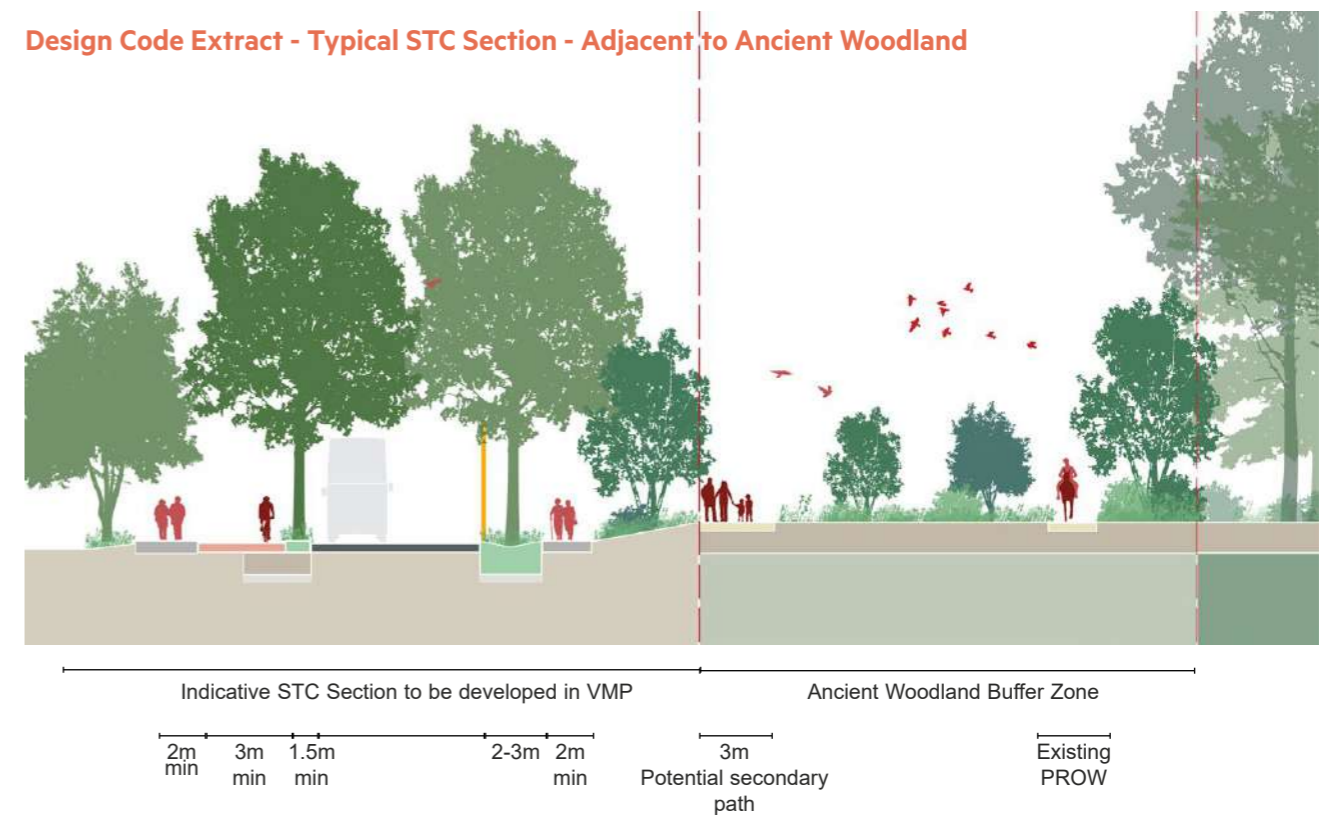 Design Code Extract - Typical STC Section - Adjacent to Ancient Woodland
Indicative STC Section to be developed in VMP
Ancient Woodland Buffer Zone
2m
min
3m
min
1.5m
min
2-3m
2m
min
3m
Potential secondary
path
Existing
PROW